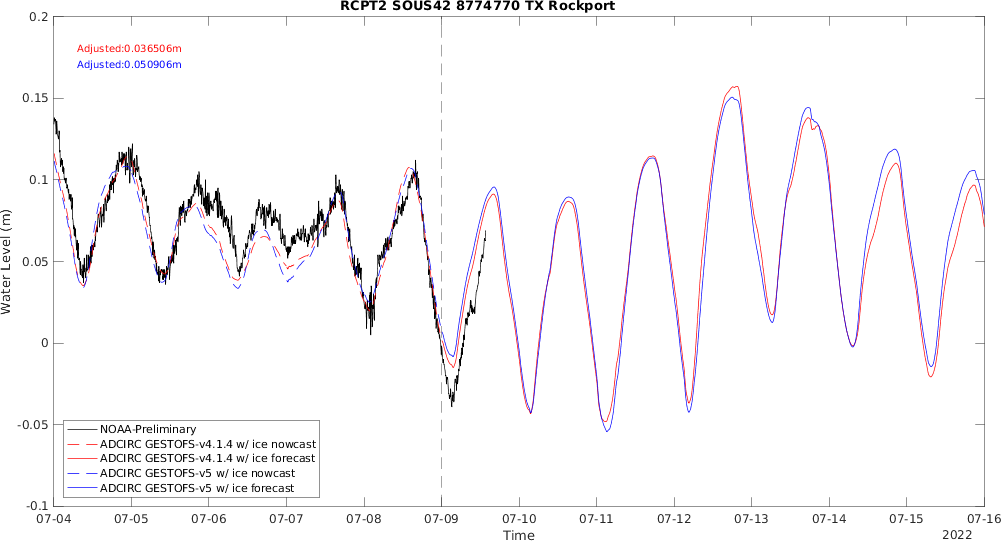 RCPT2 SOUS42 8774770 TX Rockport
Adjusted:0.036506m
Adjusted:0.050906m
Water Level (m)
0.2
0.15
0.1
0.05
0
-0.05
-0.1
NOAA-Preliminary
ADCIRC GESTOFS-v4.1.4 w/ ice nowcast
ADCIRC GESTOFS-v4.1.4 w/ ice forecast
ADCIRC GESTOFS-v5 w/ ice nowcast
ADCIRC GESTOFS-v5 w/ ice forecast
07-04 07-05 07-06 07-07 07-08 07-09 07-10 07-11 07-12 07-13 07-14 07-15 07-16
Time
2022